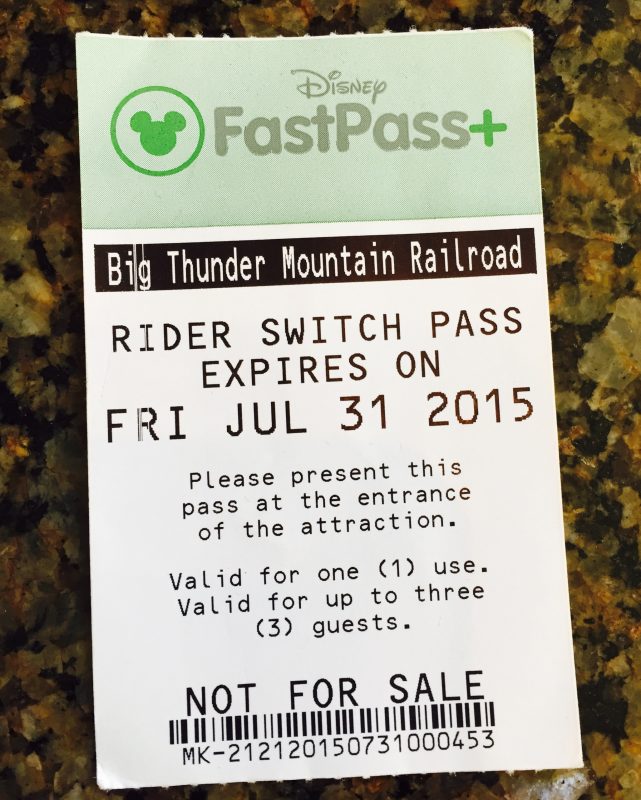 Disney
FastPass+
Big Thunder Mountain Railroad
RIDER SWITCH PASS
EXPIRES ON
FRI JUL 31 2015
Please present this
pass at the entrance
of the attraction.
Valid for one (1) use.
Valid for up to three
(3) guests.
NOT FOR SALE
MK-212120150731000453